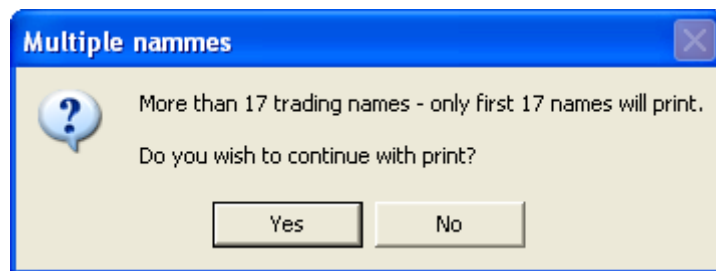 Multiple nammes
More than 17 trading names - only first 17 names will print.
Do you wish to continue with print?
Yes
No